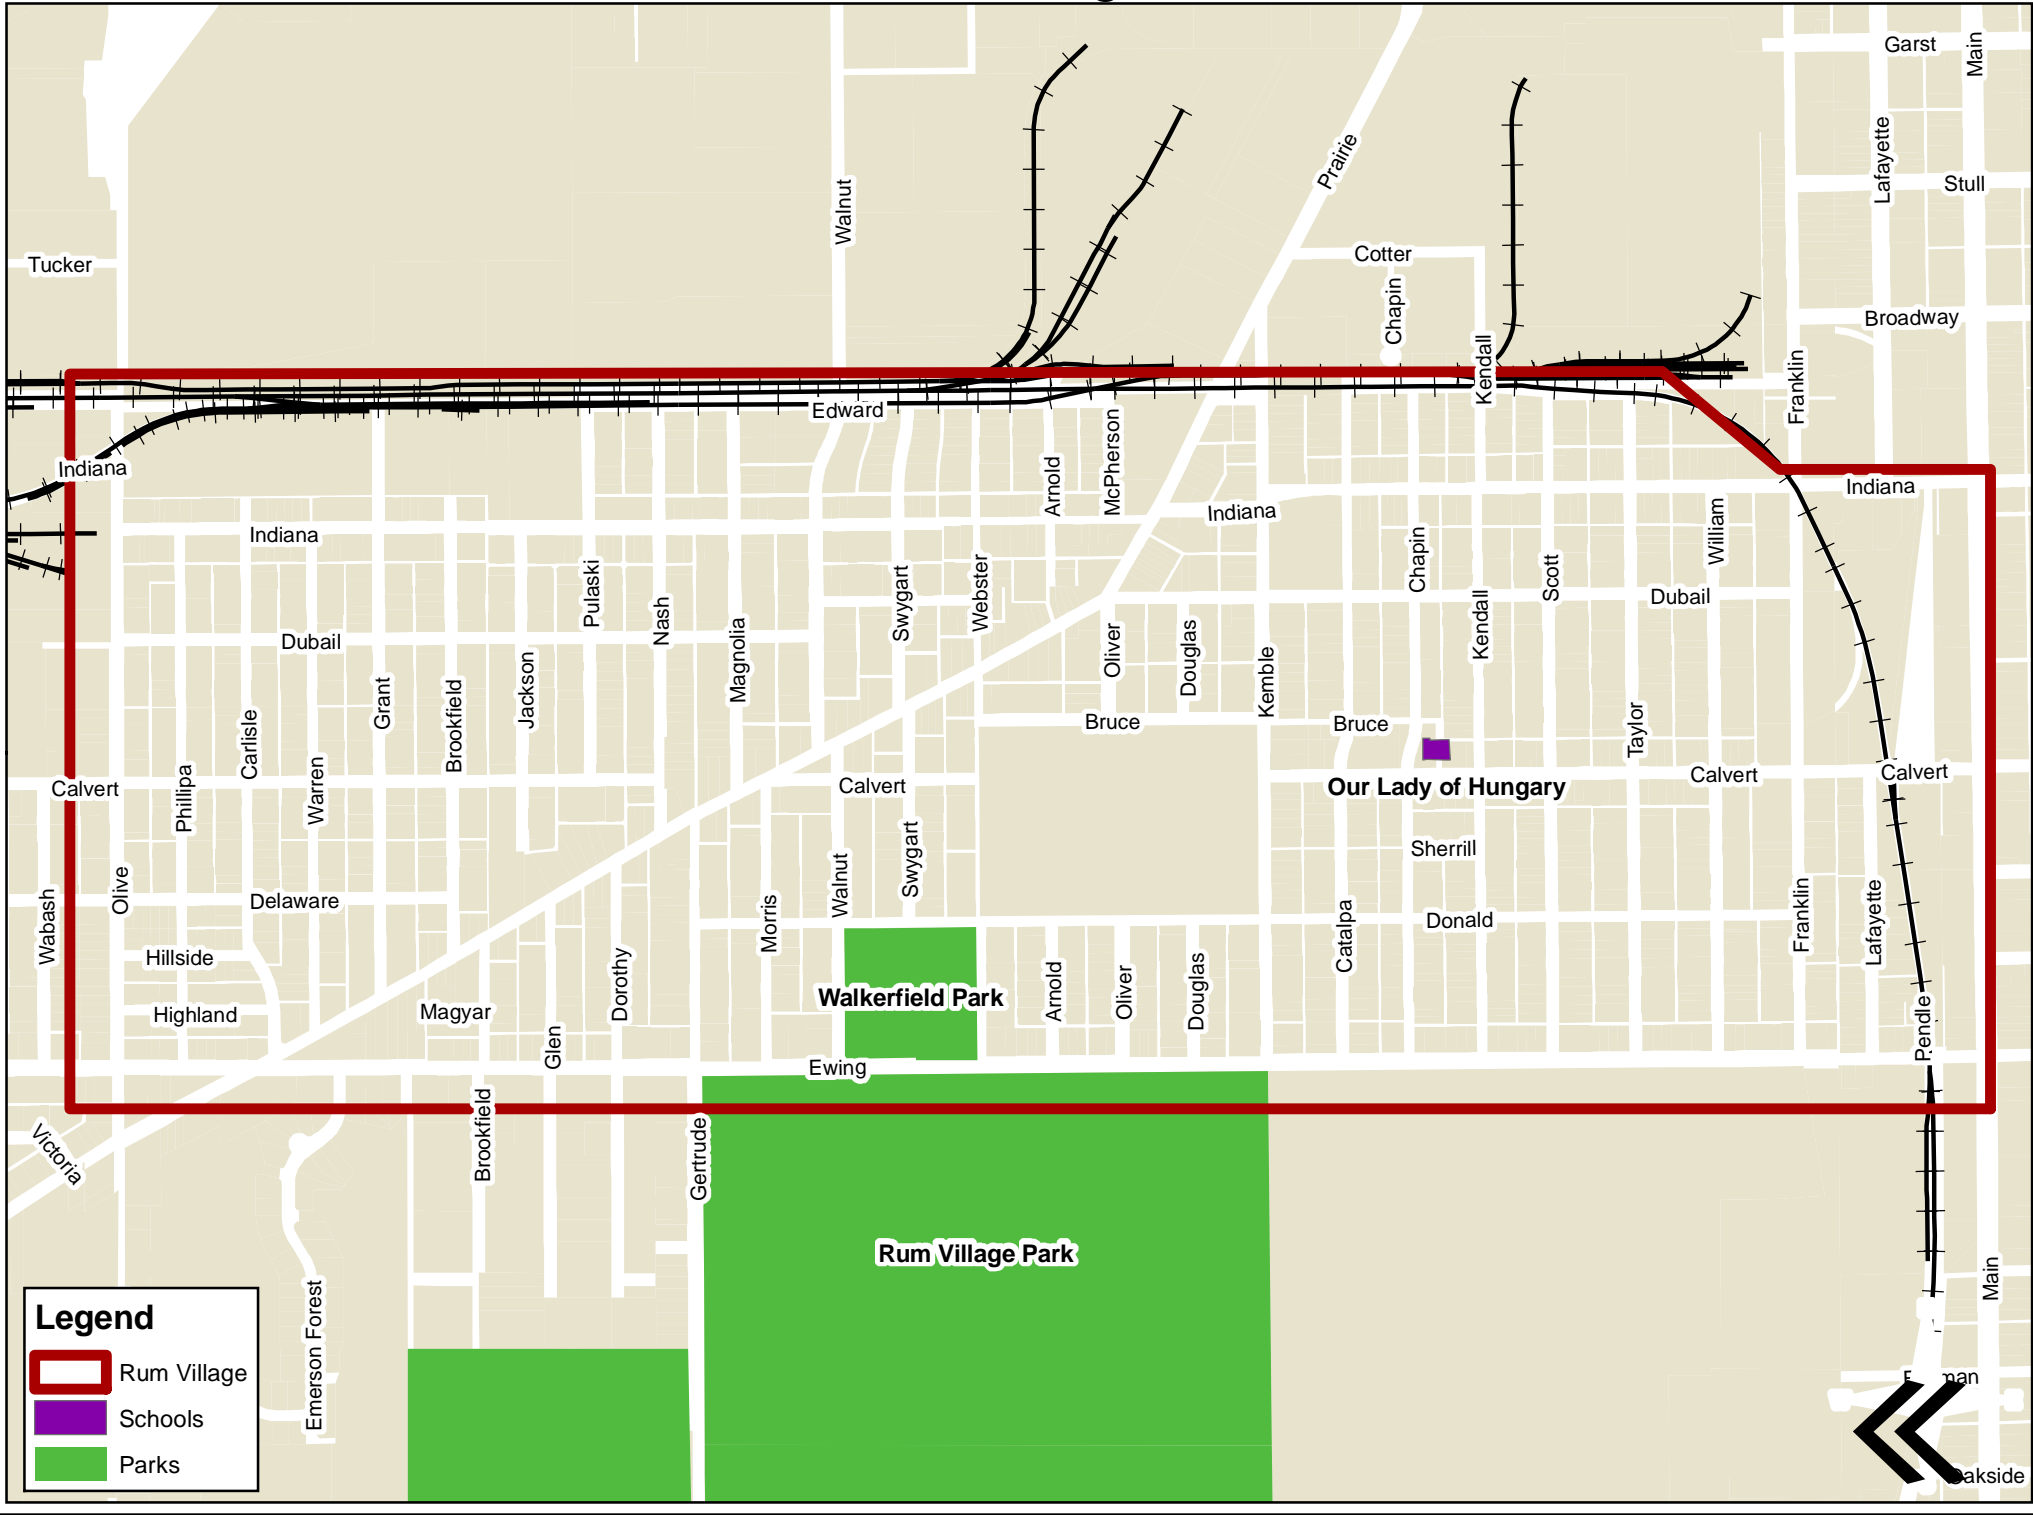 Garst
Main
Lafayette
Prairie
Stull
Walnut
Tucker
Cotter
Chapin
Broadway
Kendall
Franklin
Edward
McPherson
Arnold
Indiana
Indiana
Indiana
Indiana
William
Chapin
Scott
Webster
Swygart
Pulaski
Nash
Dubail
Kendall
Dubail
Oliver
Douglas
Magnolia
Kemble
Jackson
Grant
Brookfield
Carlisle
Bruce
Bruce
Taylor
Calvert
Phillipa
Warren
Calvert
Our Lady of Hungary
Calvert
Calvert
Sherrill
Swygart
Walnut
Olive
Delaware
Wabash
Morris
Donald
Catalpa
Franklin
Lafayette
Hillside
Dorothy
Walkerfield Park
Arnold
Oliver
Douglas
Highland
Magyar
Glen
Pendle
Ewing
Brookfield
Victoria
Gertrude
Rum Village Park
Main
Emerson Forest
Legend
Rum Village
Schools
Parks